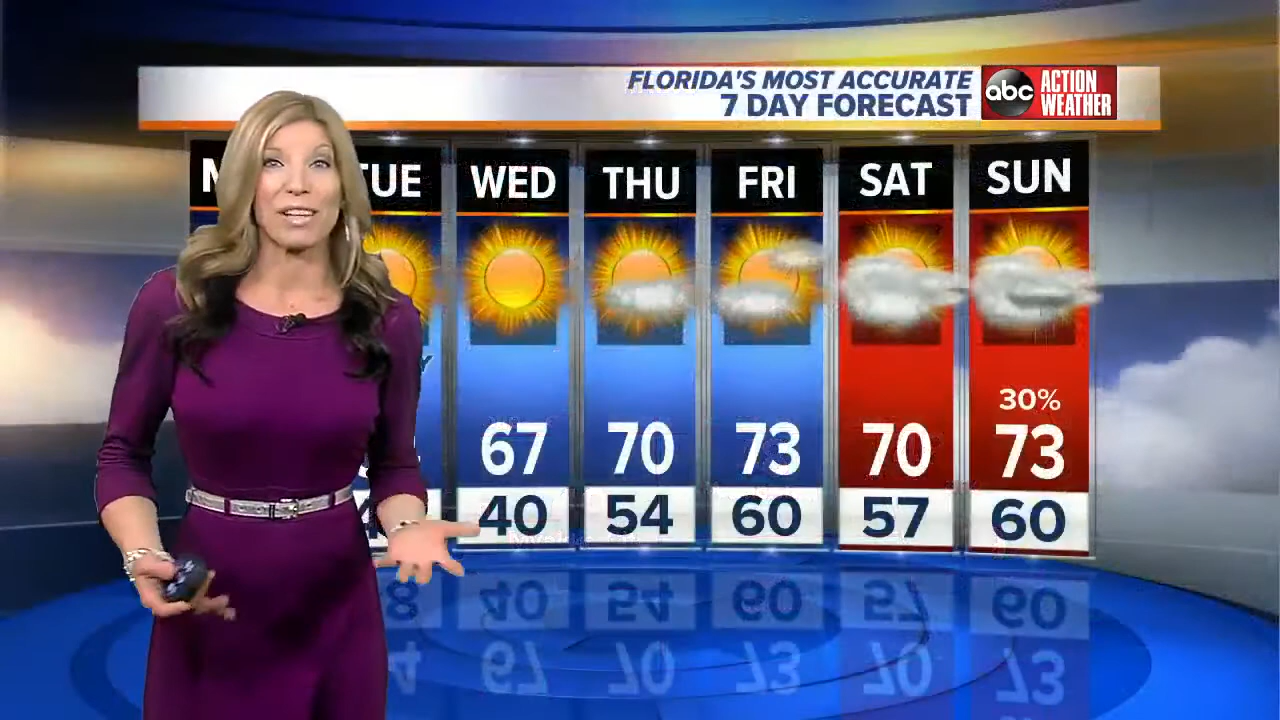 FLORIDA'S MOST ACCURATE
7 DAY FORECAST
abc ACTION
WEATHER
TUE WED THU FRI SAT SUN
30%
67 70 73 70 73
40 54 60 57 60